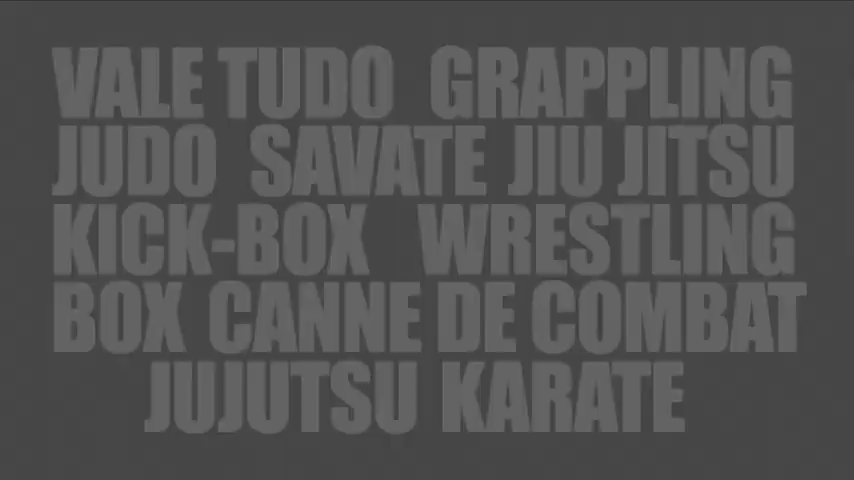 VALE TUDO GRAPPLING
JUDO SAVATE JIU JITSU
KICK-BOX WRESTLING
BOX CANNE DE COMBAT
JUJUTSU KARATE